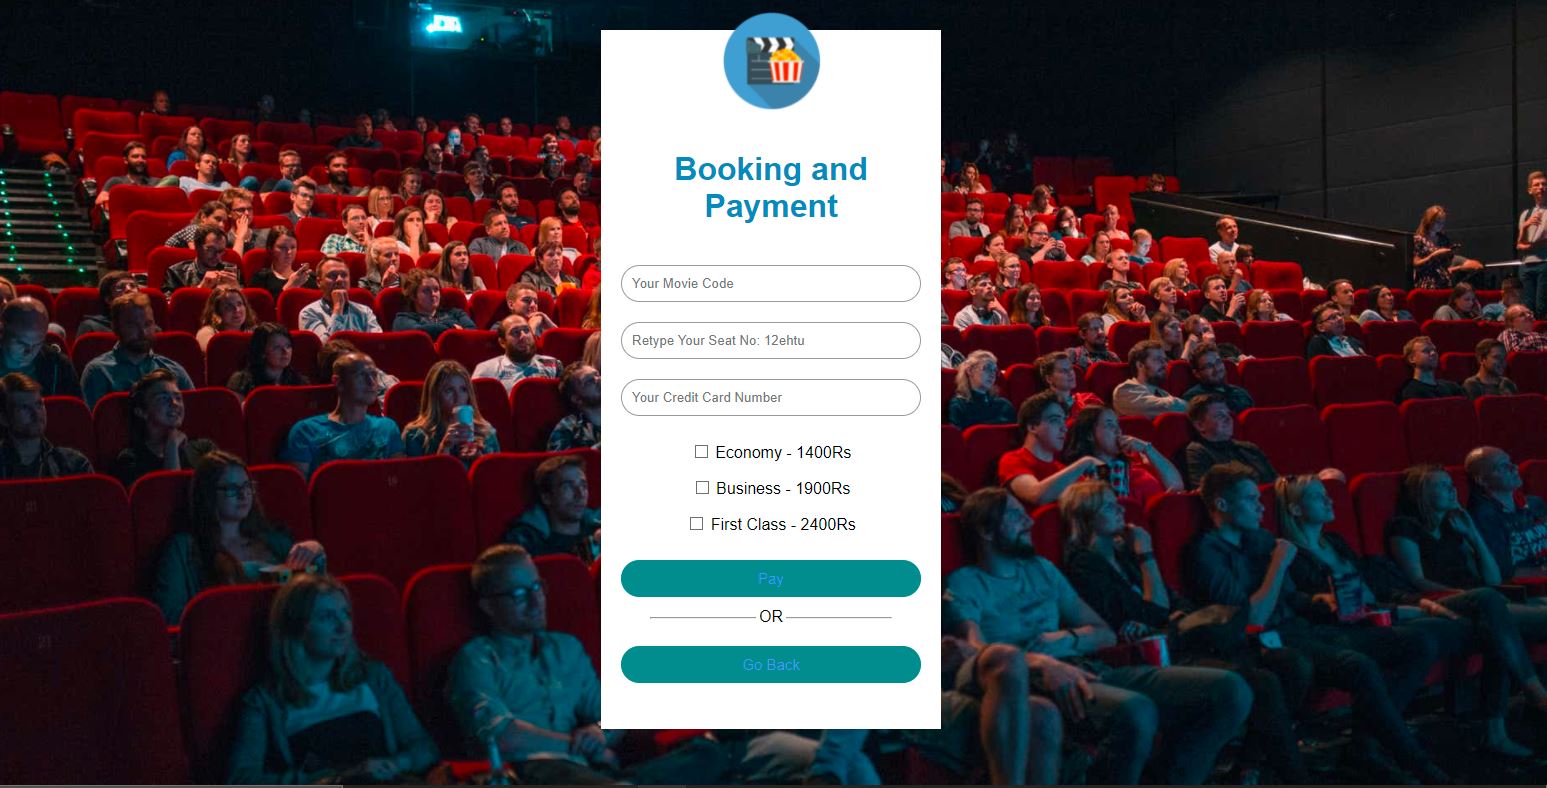 Booking and
Payment
Your Movie Code
Retype Your Seat No: 12ehtu
Your Credit Card Number
Economy - 1400Rs
Business - 1900Rs
First Class - 2400Rs
Pay
OR
Go Back